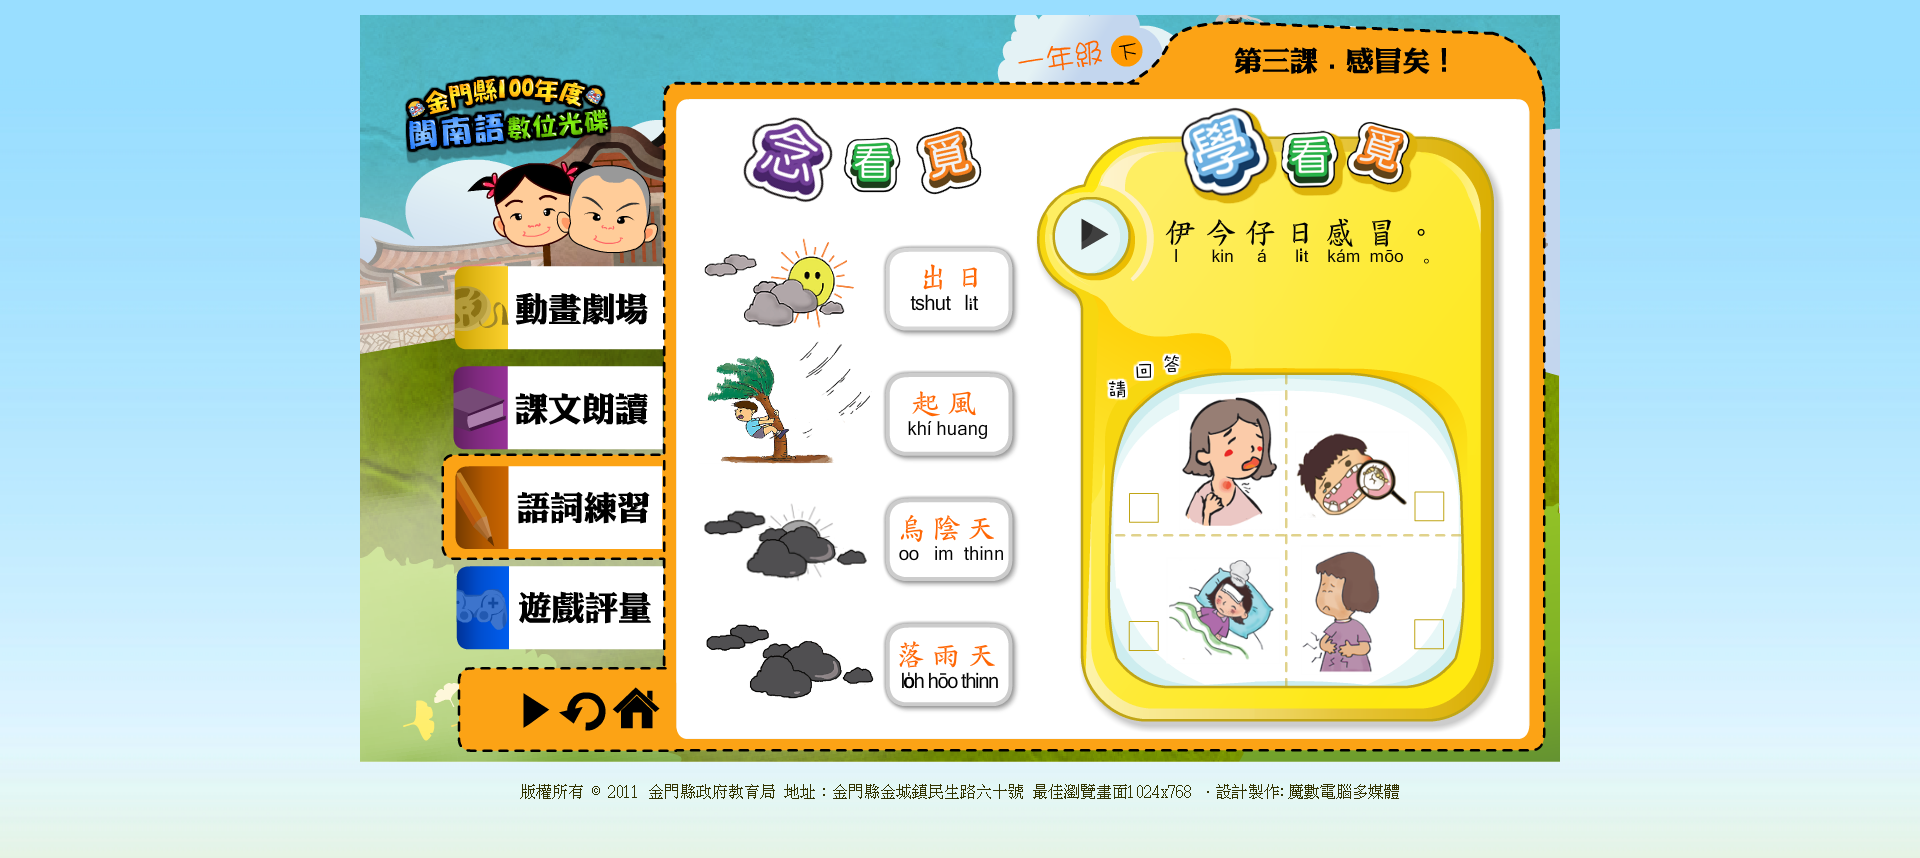 金門縣100年度
閩南語數位光碟
一年級 下
第三課．感冒矣！
動畫劇場
課文朗讀
語詞練習
遊戲評量
念看覓
出日
tshut li̍t
起風
khí huang
烏陰天
oo im thinn
落雨天
lo̍h hōo thinn
學看覓
伊今仔日感冒。
I kin á li̍t kám mōo 。
請回答
版權所有 © 2011 金門縣政府教育局 地址：金門縣金城鎮民生路六十號 最佳瀏覽畫面1024x768 ‧設計製作: 魔數電腦多媒體